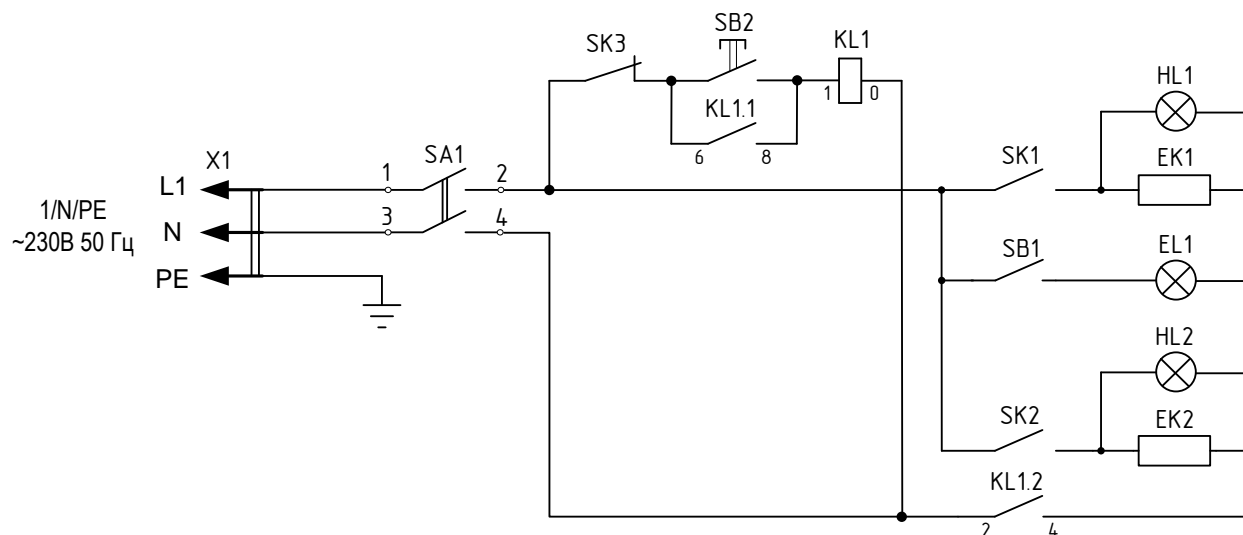 SB2
SK3
KL1
1 0
HL1
KL1.1
6 8
X1
SA1
SK1
EK1
L1
1 2
1/N/PE
~230В 50 Гц
N
3 4
SB1
EL1
PE
HL2
SK2
EK2
KL1.2
2 4